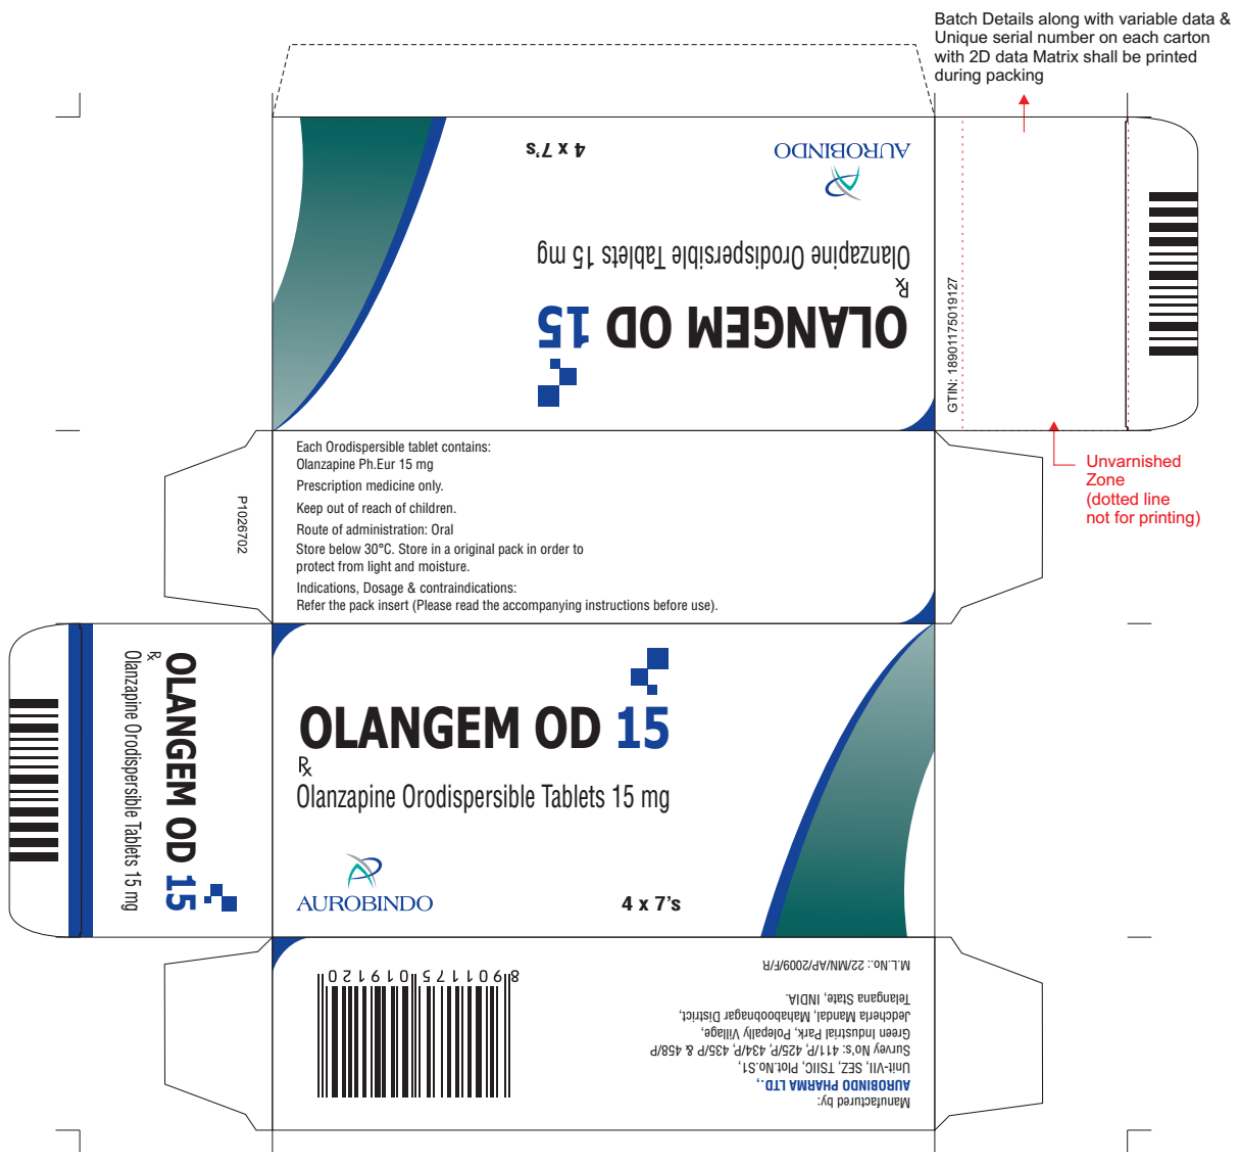 Batch Details along with variable data &
Unique serial number on each carton
with 2D data Matrix shall be printed
during packing
4 x 7's
AUROBINDO
Olanzapine Orodispersible Tablets 15 mg
Rx
OLANGEM OD 15
GTIN: 18901175019127
Unvarnished
Zone
(dotted line
not for printing)
Each Orodispersible tablet contains:
Olanzapine Ph.Eur 15 mg
Prescription medicine only.
Keep out of reach of children.
Route of administration: Oral
Store below 30°C. Store in a original pack in order to
protect from light and moisture.
Indications, Dosage & contraindications:
Refer the pack insert (Please read the accompanying instructions before use).
P1026702
OLANGEM OD 15
Rx
Olanzapine Orodispersible Tablets 15 mg
OLANGEM OD 15
Rx
Olanzapine Orodispersible Tablets 15 mg
AUROBINDO
4 x 7's
8901175019120
Manufactured by:
AUROBINDO PHARMA LTD.,
Unit-VII, SEZ, TSIIC, Plot.No.S1,
Survey No's: 411/P, 425/P, 434/P, 435/P & 458/P
Green Industrial Park, Polepally Village,
Jedcherla Mandal, Mahaboobnagar District,
Telangana State, INDIA.
M.L.No.: 22/MN/AP/2009/F/R